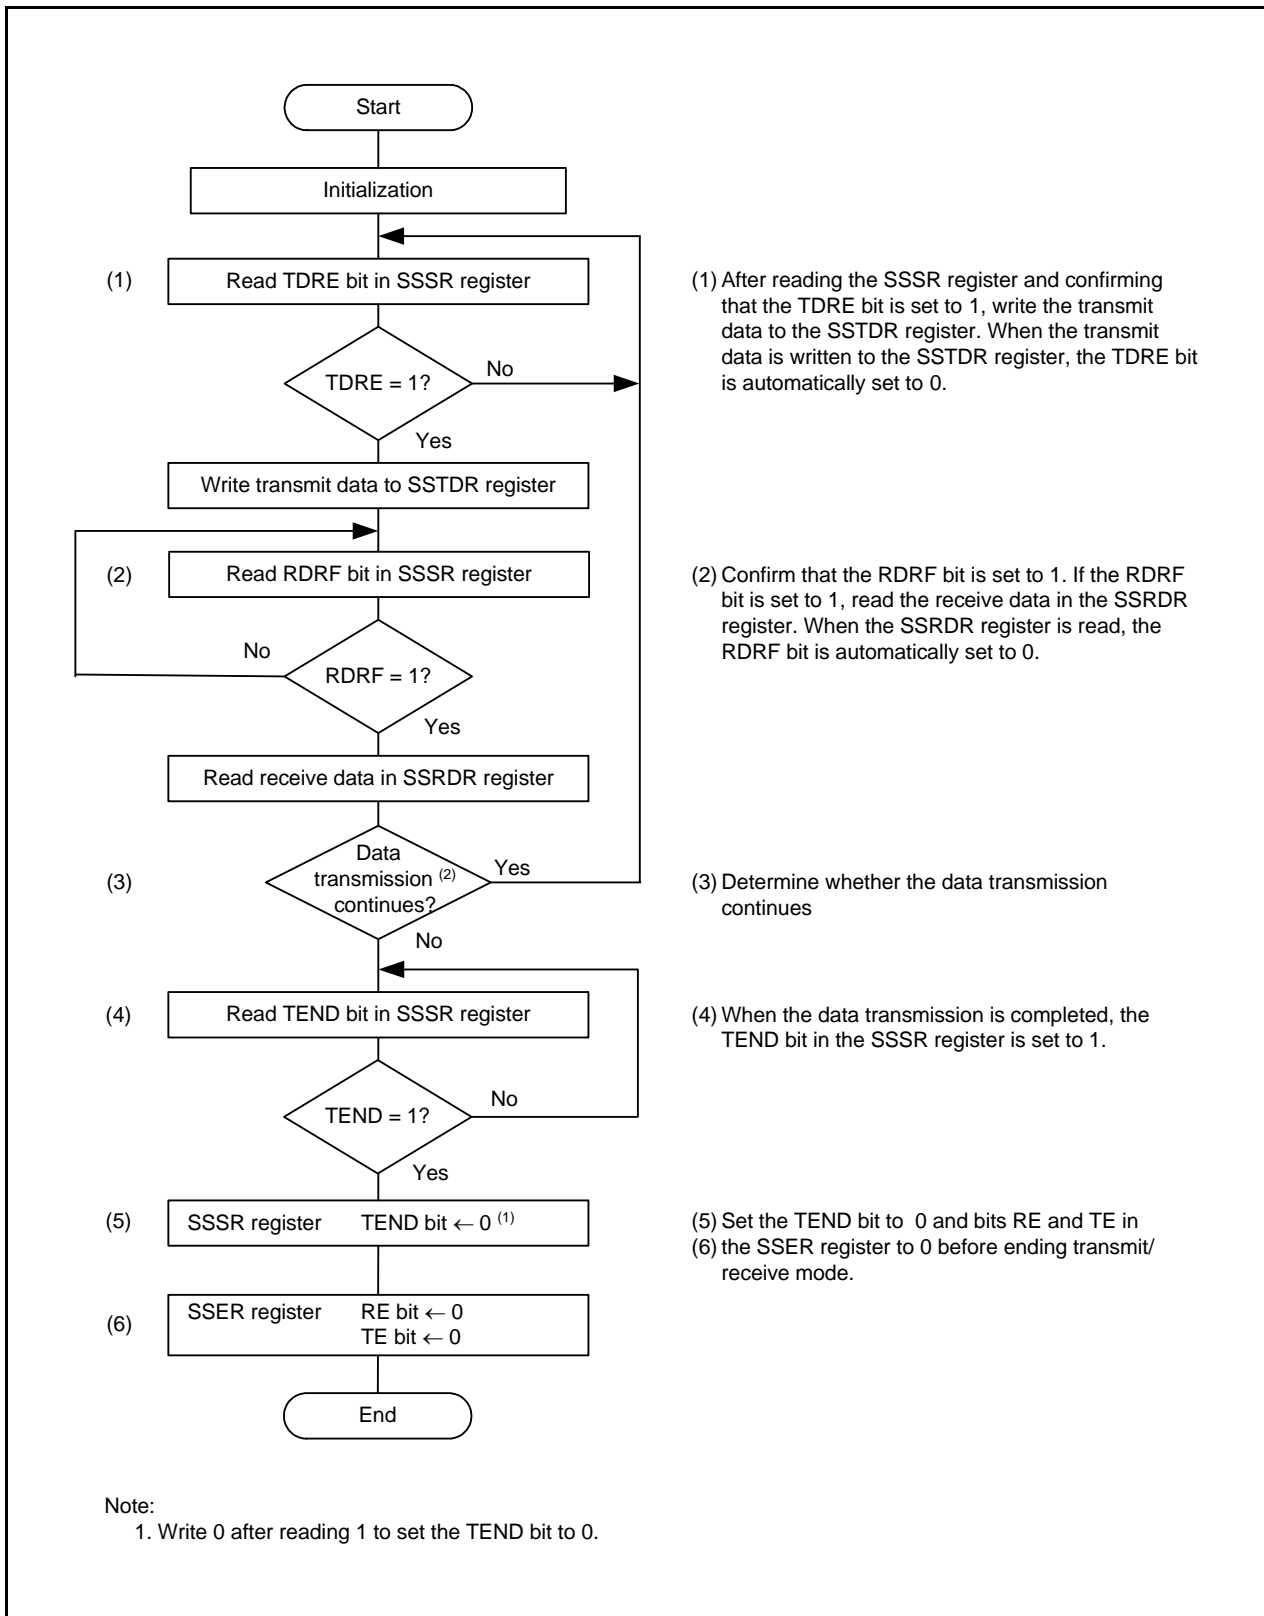 Start
Initialization
(1)
Read TDRE bit in SSSR register
(1) After reading the SSSR register and confirming
that the TDRE bit is set to 1, write the transmit
data to the SSTDR register. When the transmit
data is written to the SSTDR register, the TDRE bit
is automatically set to 0.
TDRE = 1?
No
Yes
Write transmit data to SSTDR register
(2)
Read RDRF bit in SSSR register
(2) Confirm that the RDRF bit is set to 1. If the RDRF
bit is set to 1, read the receive data in the SSRDR
register. When the SSRDR register is read, the
RDRF bit is automatically set to 0.
No
RDRF = 1?
Yes
Read receive data in SSRDR register
(3)
Data
transmission (2)
continues?
Yes
(3) Determine whether the data transmission
continues
No
(4)
Read TEND bit in SSSR register
(4) When the data transmission is completed, the
TEND bit in the SSSR register is set to 1.
TEND = 1?
No
Yes
(5)
SSSR register TEND bit ← 0 (1)
(5) Set the TEND bit to 0 and bits RE and TE in
(6) the SSER register to 0 before ending transmit/
receive mode.
(6)
SSER register RE bit ← 0
TE bit ← 0
End
Note:
1. Write 0 after reading 1 to set the TEND bit to 0.